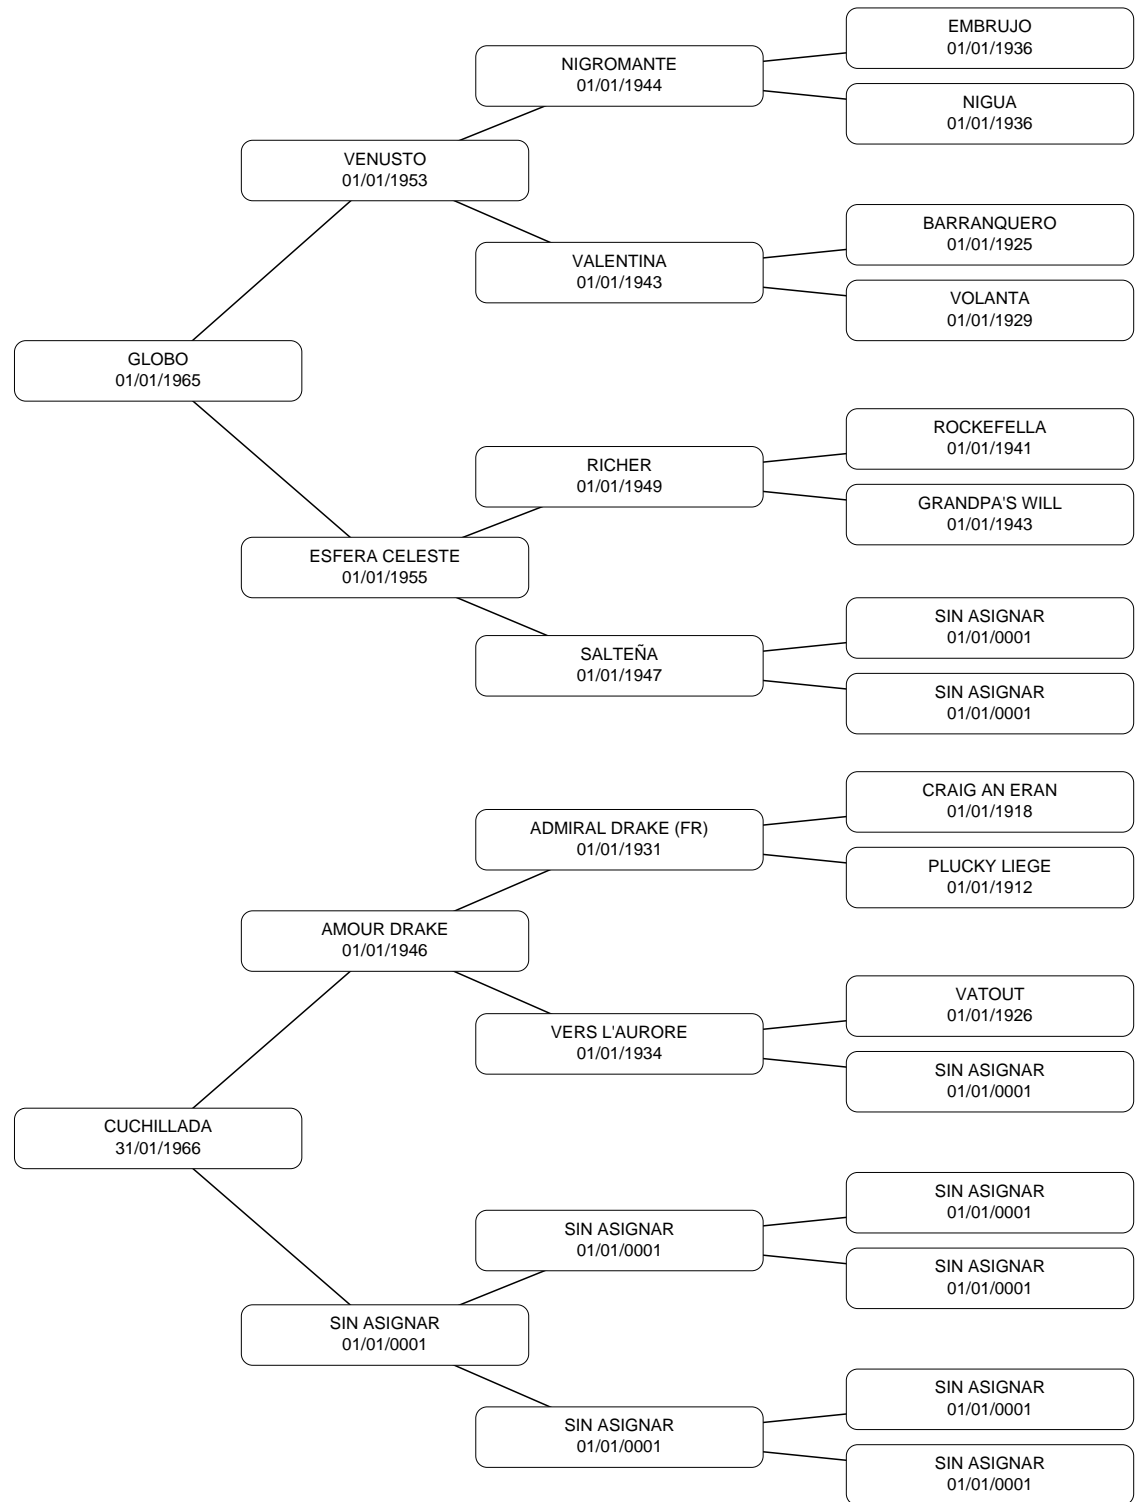 EMBRUJO
01/01/1936
NIGROMANTE
01/01/1944
NIGUA
01/01/1936
VENUSTO
01/01/1953
BARRANQUERO
01/01/1925
VALENTINA
01/01/1943
VOLANTA
01/01/1929
GLOBO
01/01/1965
ROCKEFELLA
01/01/1941
RICHER
01/01/1949
GRANDPA'S WILL
01/01/1943
ESFERA CELESTE
01/01/1955
SIN ASIGNAR
01/01/0001
SALTEÑA
01/01/1947
SIN ASIGNAR
01/01/0001
CRAIG AN ERAN
01/01/1918
ADMIRAL DRAKE (FR)
01/01/1931
PLUCKY LIEGE
01/01/1912
AMOUR DRAKE
01/01/1946
VATOUT
01/01/1926
VERS L'AURORE
01/01/1934
SIN ASIGNAR
01/01/0001
CUCHILLADA
31/01/1966
SIN ASIGNAR
01/01/0001
SIN ASIGNAR
01/01/0001
SIN ASIGNAR
01/01/0001
SIN ASIGNAR
01/01/0001
SIN ASIGNAR
01/01/0001
SIN ASIGNAR
01/01/0001
SIN ASIGNAR
01/01/0001